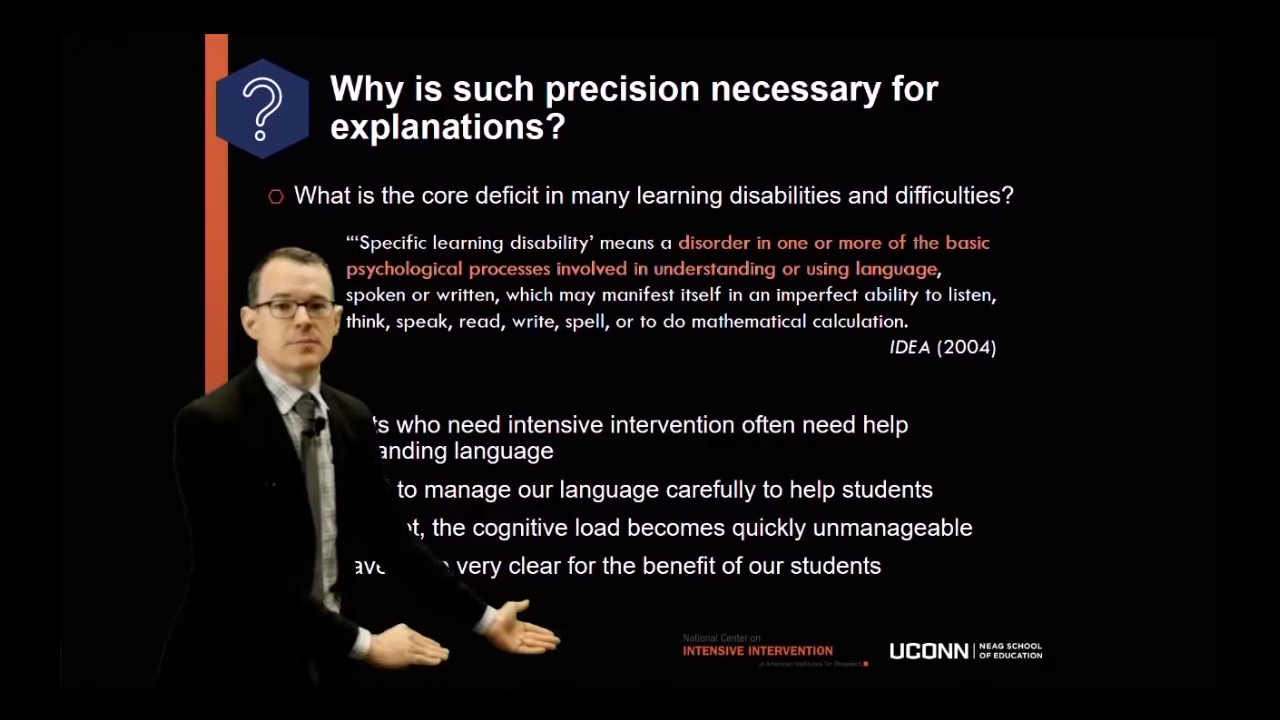 ?
Why is such precision necessary for
explanations?
What is the core deficit in many learning disabilities and difficulties?
“‘Specific learning disability’ means a disorder in one or more of the basic
psychological processes involved in understanding or using language,
spoken or written, which may manifest itself in an imperfect ability to listen,
think, speak, read, write, spell, or to do mathematical calculation.
IDEA (2004)
who need intensive intervention often need help
language
to manage our language carefully to help students
the cognitive load becomes quickly unmanageable
very clear for the benefit of our students
National Center on
INTENSIVE INTERVENTION
at American Institutes for Research
UCONN
NEAG SCHOOL
OF EDUCATION